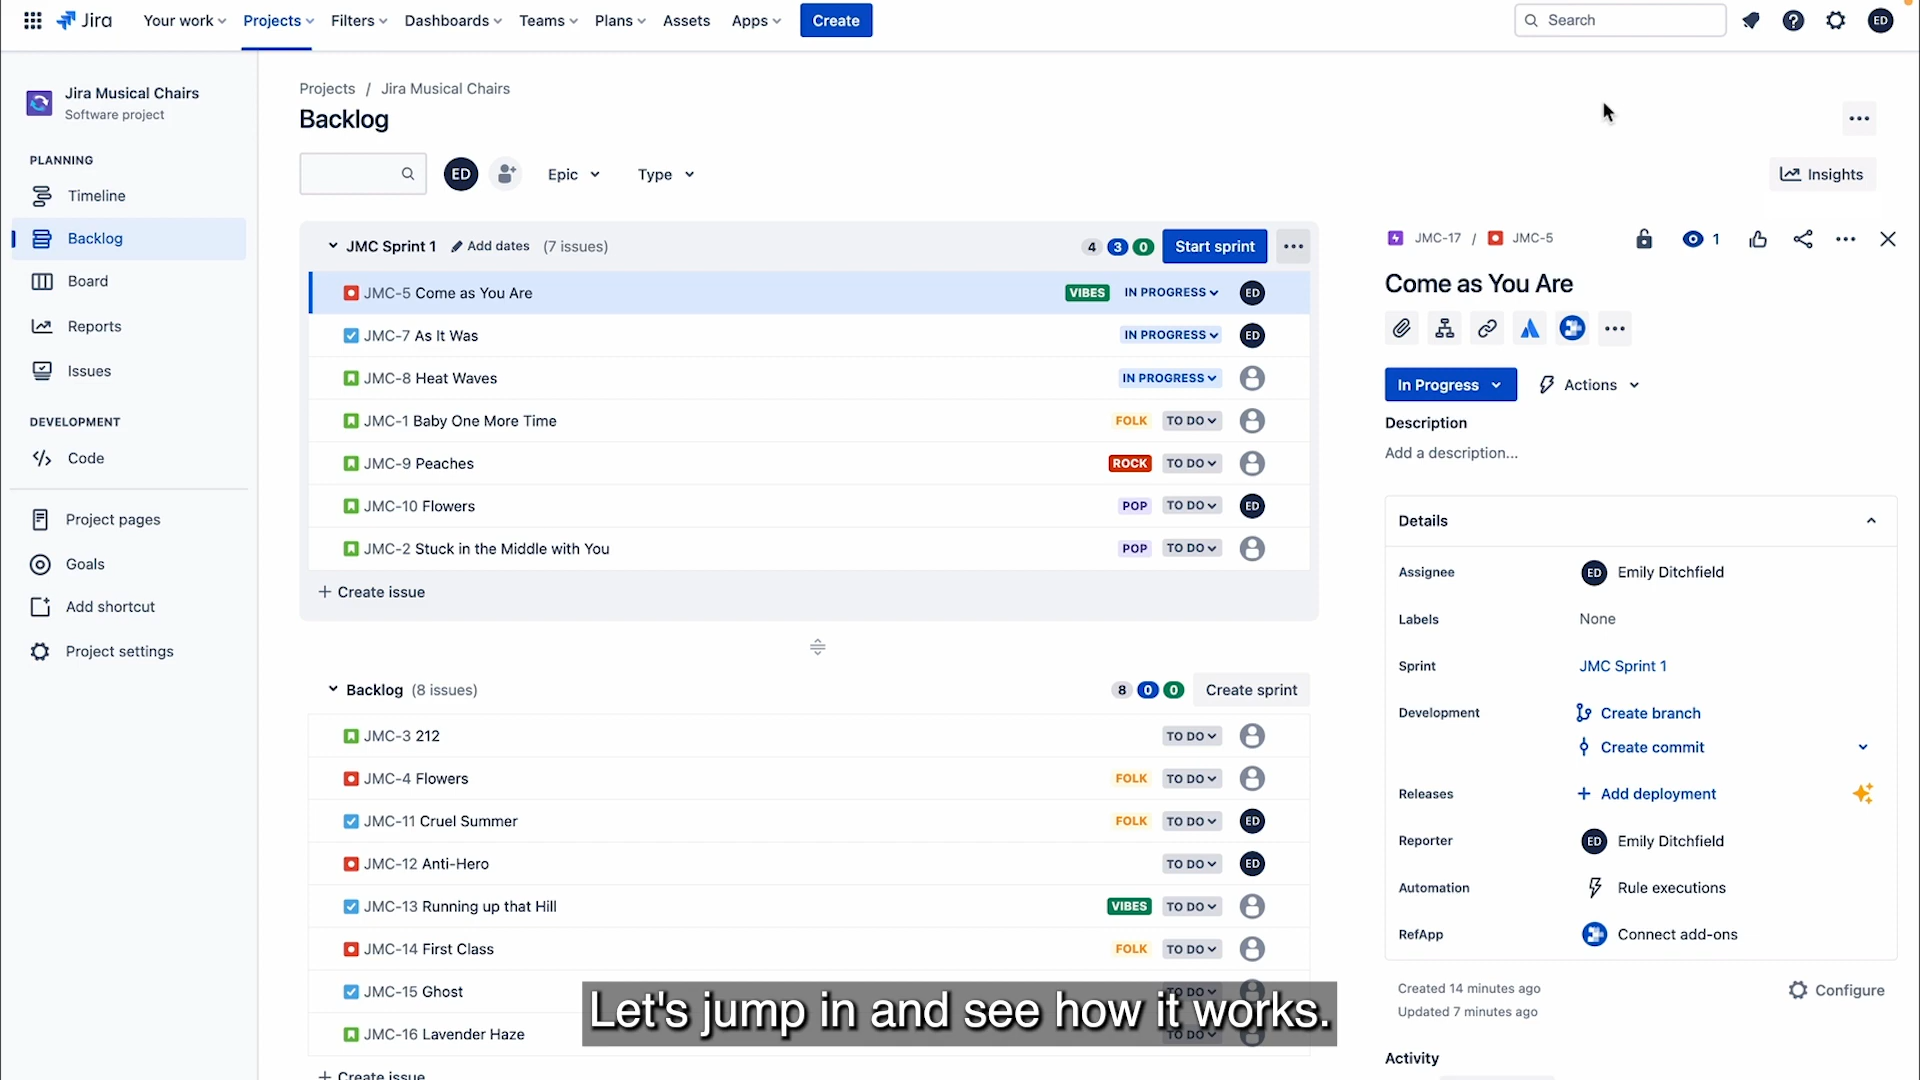 Jira
Your work
Projects
Filters
Dashboards
Teams
Plans
Assets
Apps
Create
Search
ED
Jira Musical Chairs
Software project
PLANNING
Timeline
Backlog
Board
Reports
Issues
DEVELOPMENT
Code
Project pages
Goals
Add shortcut
Project settings
Projects / Jira Musical Chairs
Backlog
ED
Epic
Type
Insights
JMC Sprint 1 Add dates (7 issues) 4 3 0 Start sprint
JMC-5 Come as You Are VIBES IN PROGRESS ED
JMC-7 As It Was IN PROGRESS ED
JMC-8 Heat Waves IN PROGRESS
JMC-1 Baby One More Time FOLK TO DO
JMC-9 Peaches ROCK TO DO
JMC-10 Flowers POP TO DO ED
JMC-2 Stuck in the Middle with You POP TO DO
+ Create issue
Backlog (8 issues) 8 0 0 Create sprint
JMC-3 212 TO DO
JMC-4 Flowers FOLK TO DO
JMC-11 Cruel Summer FOLK TO DO ED
JMC-12 Anti-Hero TO DO ED
JMC-13 Running up that Hill VIBES TO DO
JMC-14 First Class FOLK TO DO
JMC-15 Ghost TO DO
JMC-16 Lavender Haze TO DO
+ Create issue
JMC-17 / JMC-5
1
Come as You Are
In Progress
Actions
Description
Add a description...
Details
Assignee ED Emily Ditchfield
Labels None
Sprint JMC Sprint 1
Development Create branch
Create commit
Releases + Add deployment
Reporter ED Emily Ditchfield
Automation Rule executions
RefApp Connect add-ons
Created 14 minutes ago
Updated 7 minutes ago
Configure
Activity
Let's jump in and see how it works.